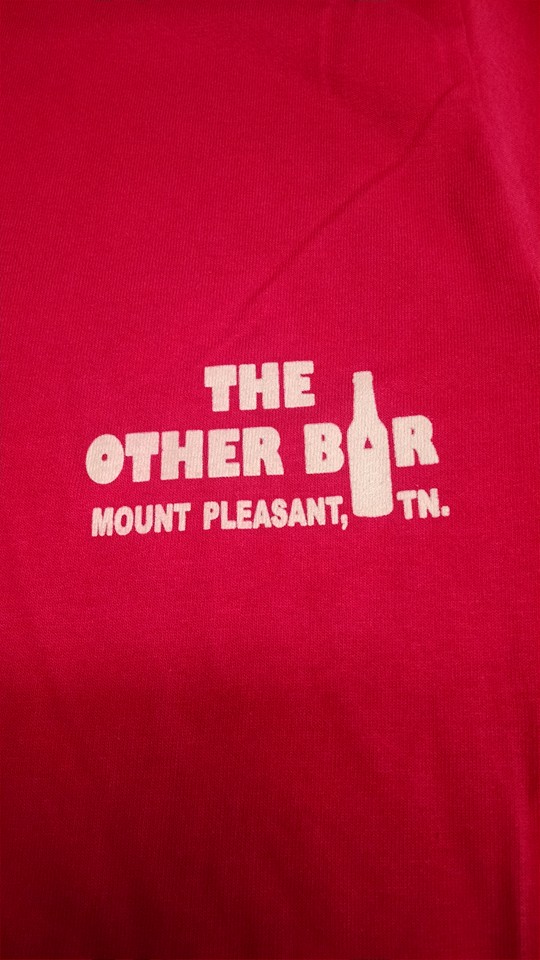 THE
OTHER BAR
MOUNT PLEASANT, TN.